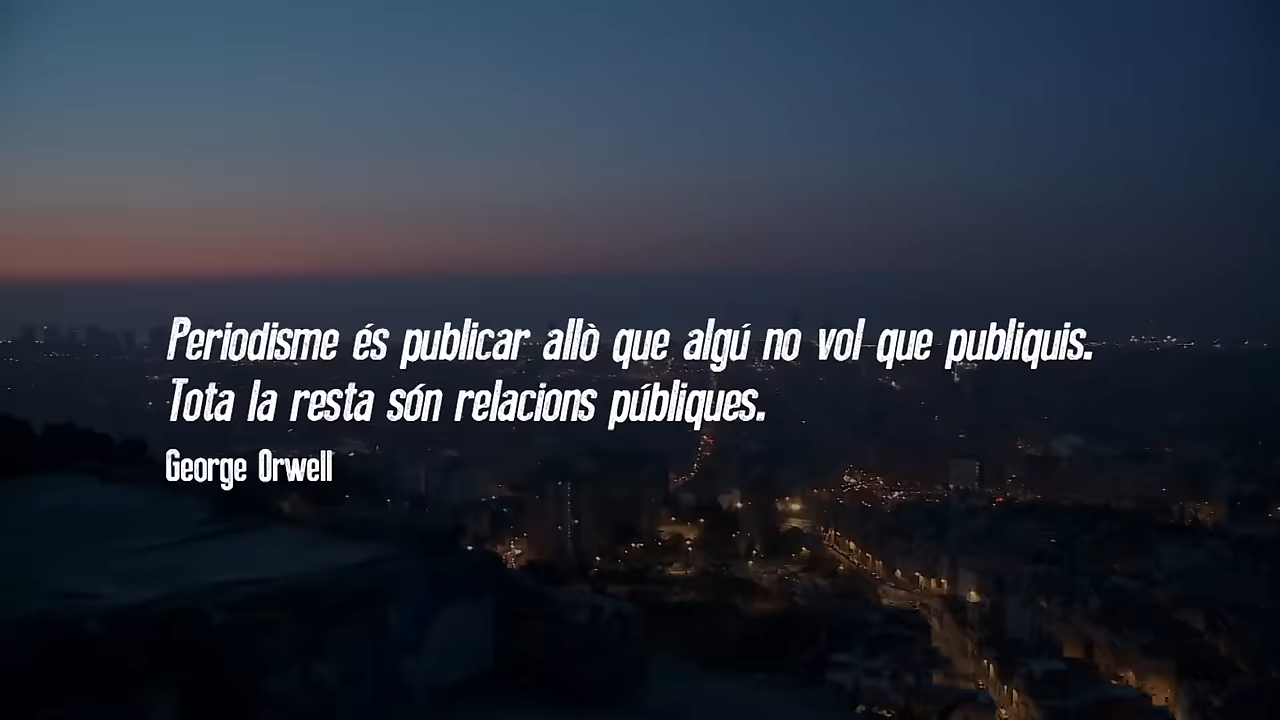 Periodisme és publicar allò que algú no vol que publiquis.
Tota la resta són relacions públiques.
George Orwell